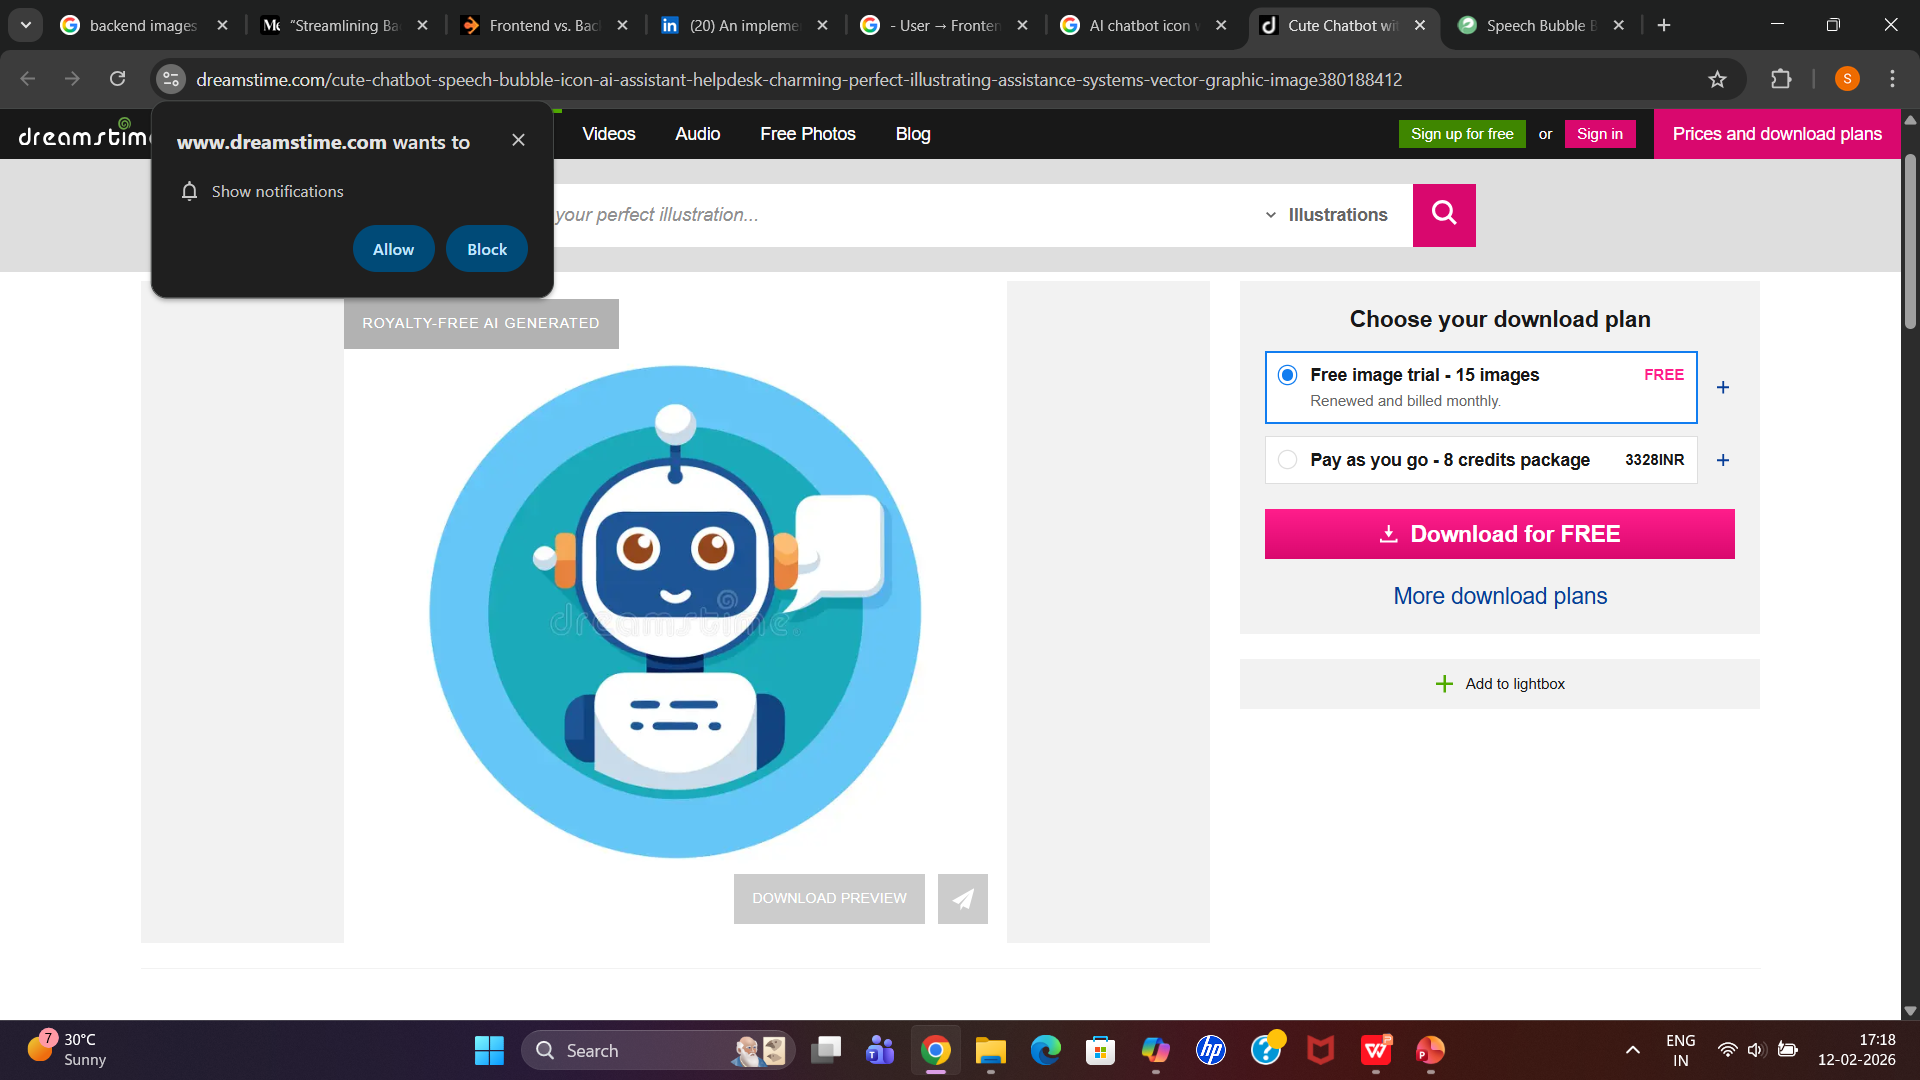 backend images
"Streamlining Ba
Frontend vs. Bac
(20) An impleme
- User → Fronten
AI chatbot icon
Cute Chatbot wit
Speech Bubble
dreamstime.com/cute-chatbot-speech-bubble-icon-ai-assistant-helpdesk-charming-perfect-illustrating-assistance-systems-vector-graphic-image380188412
S
www.dreamstime.com wants to
Show notifications
Allow
Block
dreamstim
Videos
Audio
Free Photos
Blog
Sign up for free
or
Sign in
Prices and download plans
your perfect illustration...
Illustrations
ROYALTY-FREE AI GENERATED
dreamstime.
DOWNLOAD PREVIEW
Choose your download plan
Free image trial - 15 images FREE
Renewed and billed monthly.
Pay as you go - 8 credits package 3328INR
Download for FREE
More download plans
Add to lightbox
7
30°C
Sunny
Search
ENG
IN
17:18
12-02-2026